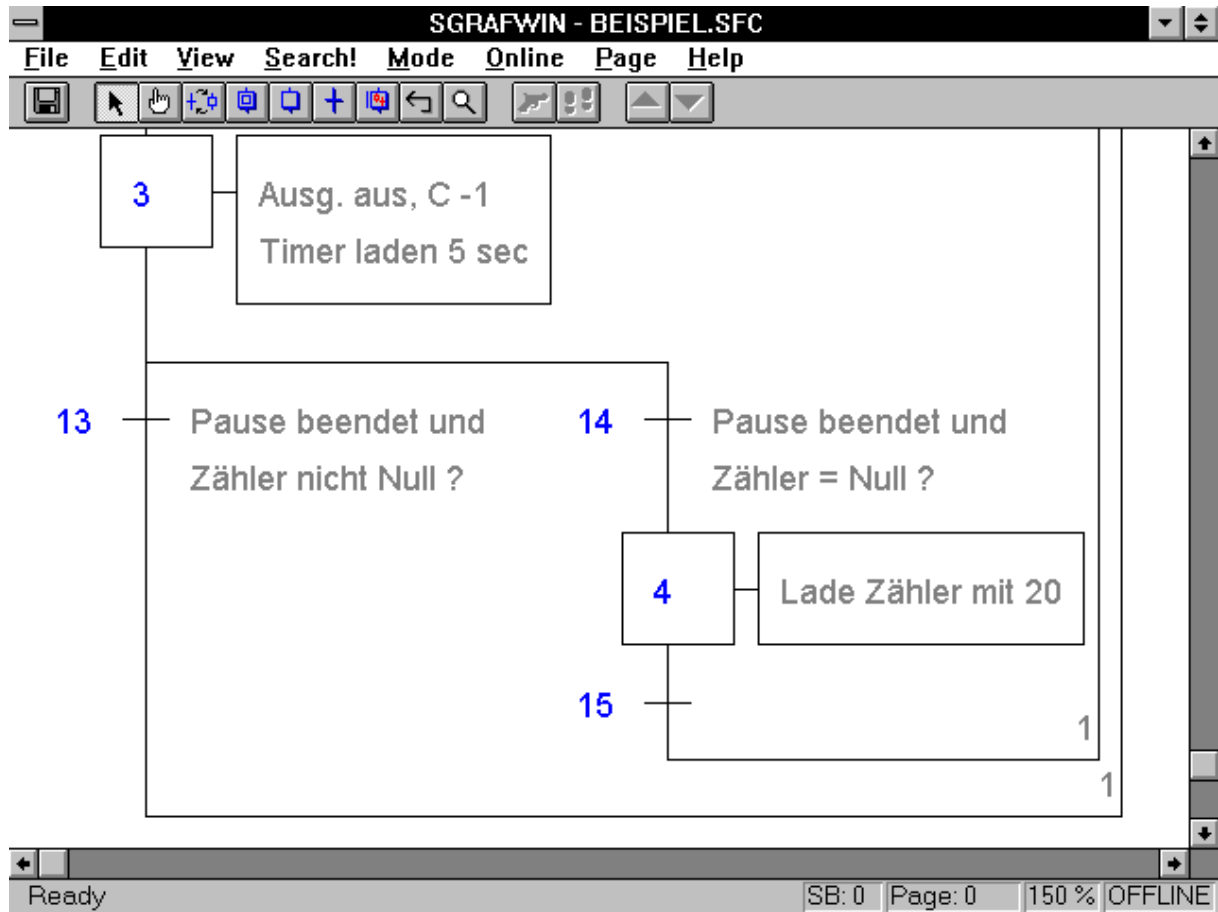 SGRAFWIN - BEISPIEL.SFC
File Edit View Search! Mode Online Page Help
3
Ausg. aus, C -1
Timer laden 5 sec
13
Pause beendet und
Zähler nicht Null ?
14
Pause beendet und
Zähler = Null ?
4
Lade Zähler mit 20
15
1
1
Ready SB: 0 Page: 0 150 % OFFLINE